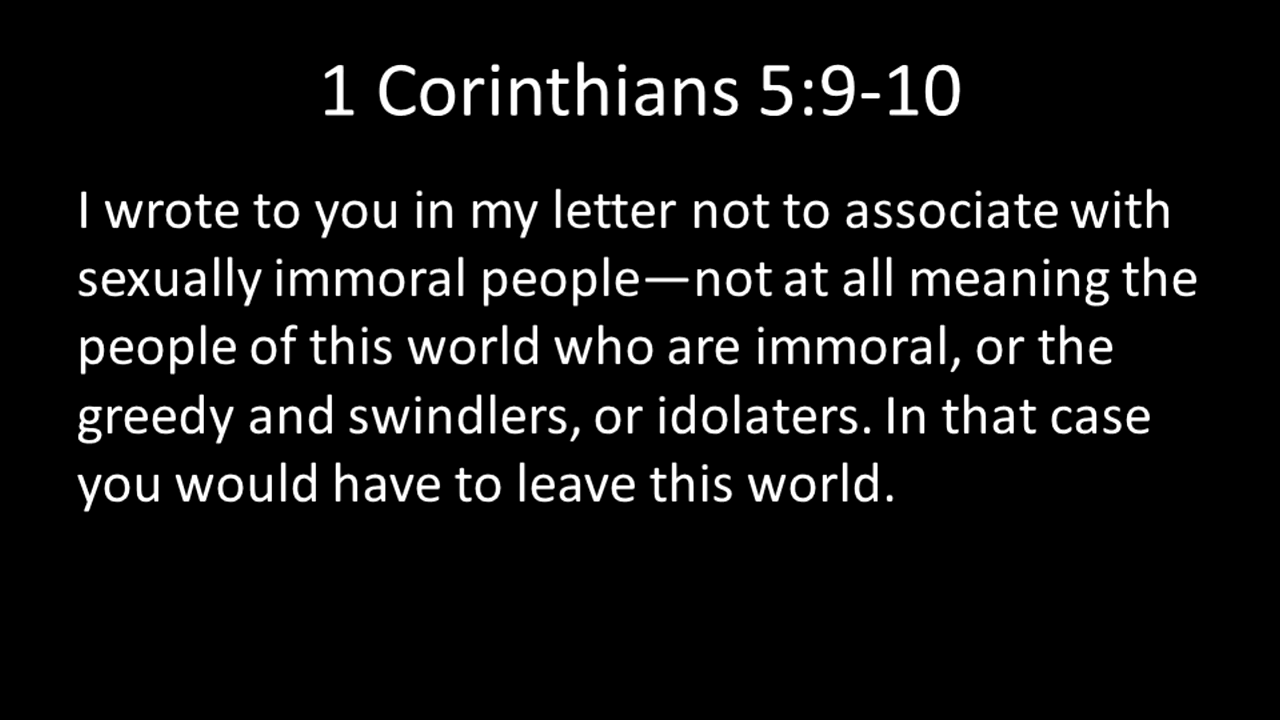 1 Corinthians 5:9-10
I wrote to you in my letter not to associate with
sexually immoral people—not at all meaning the
people of this world who are immoral, or the
greedy and swindlers, or idolaters. In that case
you would have to leave this world.